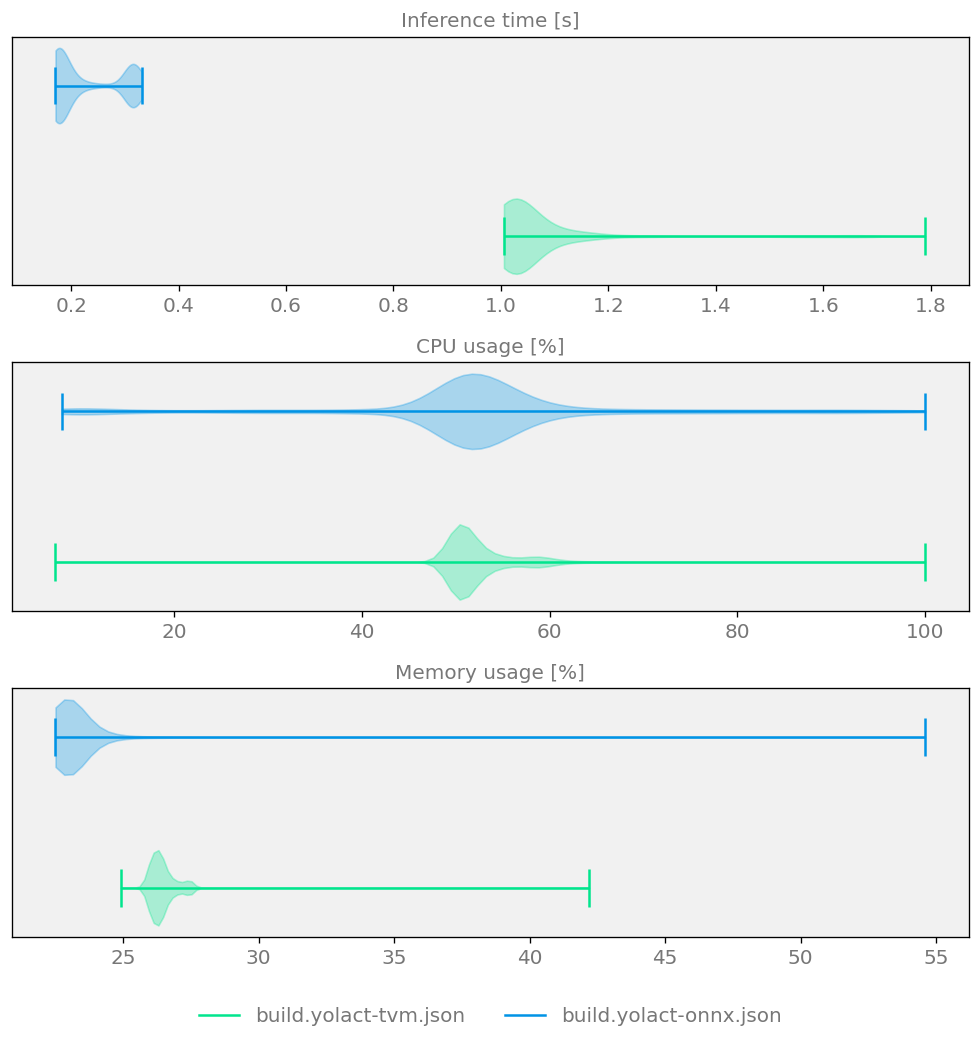 Inference time [s]
0.2 0.4 0.6 0.8 1.0 1.2 1.4 1.6 1.8
CPU usage [%]
20 40 60 80 100
Memory usage [%]
25 30 35 40 45 50 55
build.yolact-tvm.json build.yolact-onnx.json